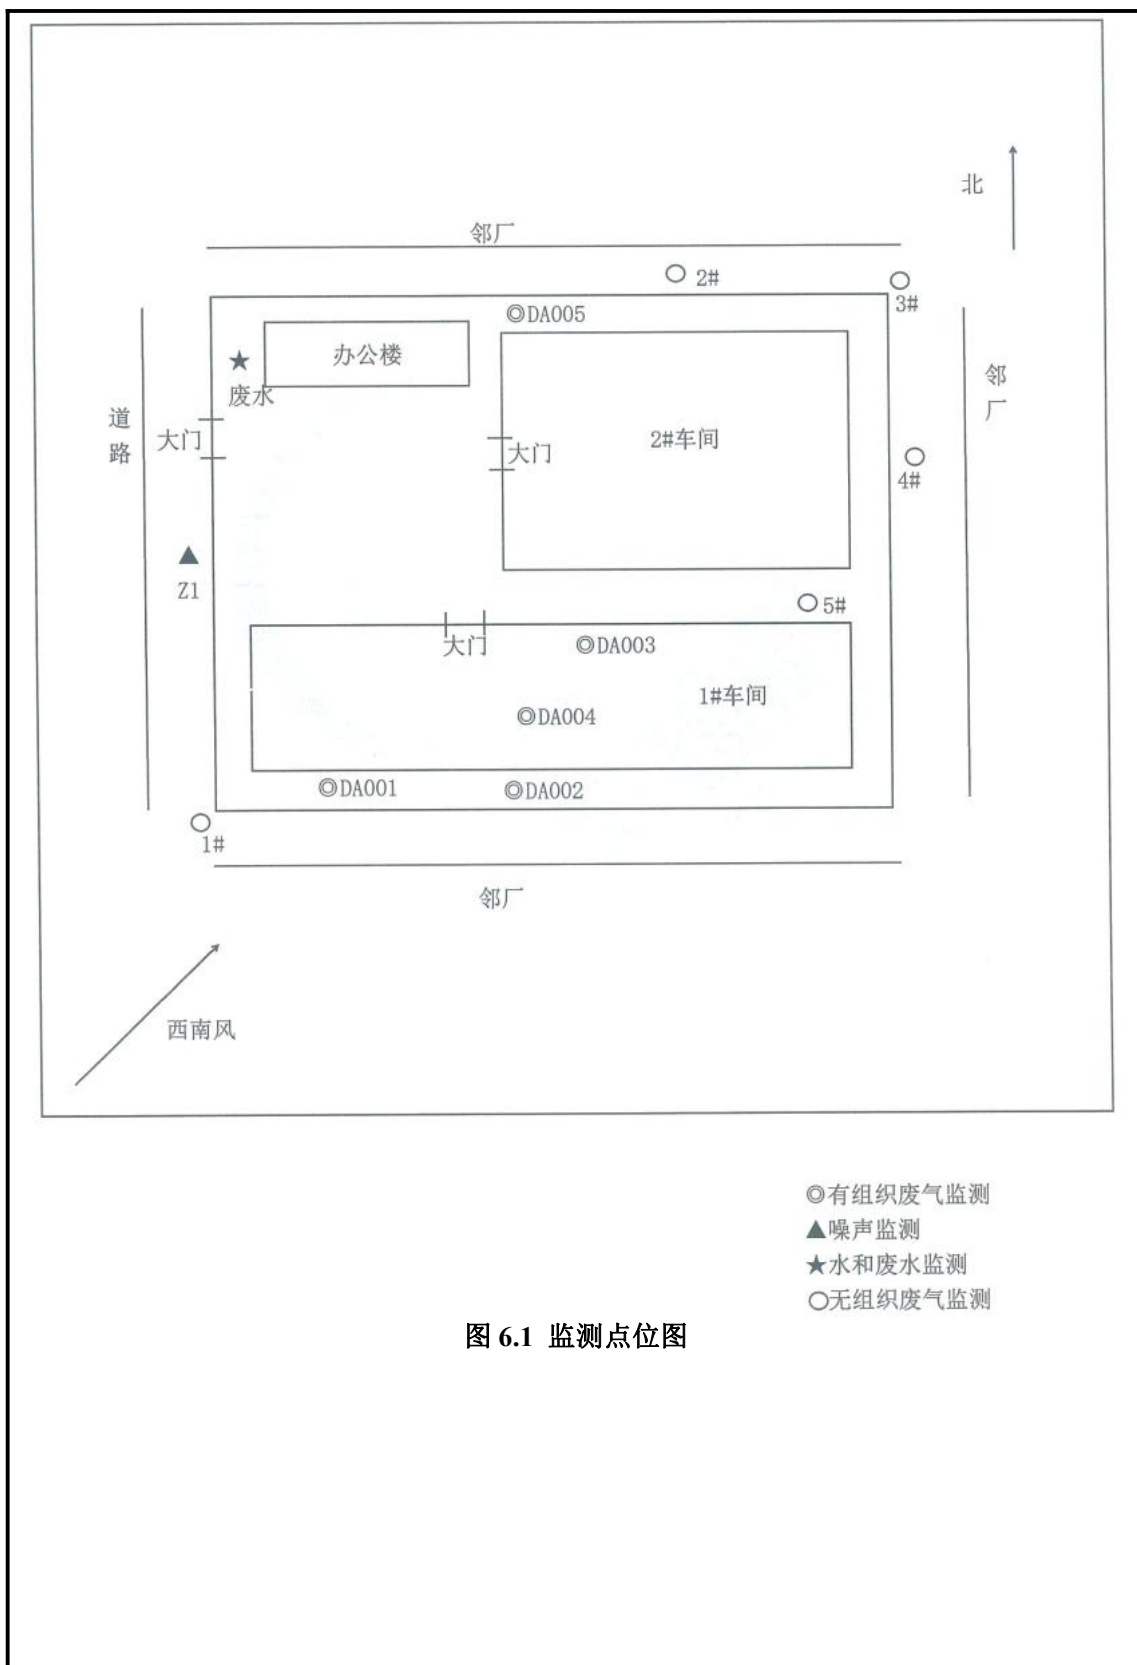 北
邻厂
2#
3#
DA005
办公楼
废水
邻厂
道路
大门
大门
2#车间
4#
Z1
5#
大门
DA003
1#车间
DA004
DA001
DA002
1#
邻厂
西南风
◎有组织废气监测
▲噪声监测
★水和废水监测
○无组织废气监测
图 6.1 监测点位图